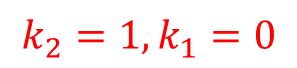 k₂ = 1, k₁ = 0